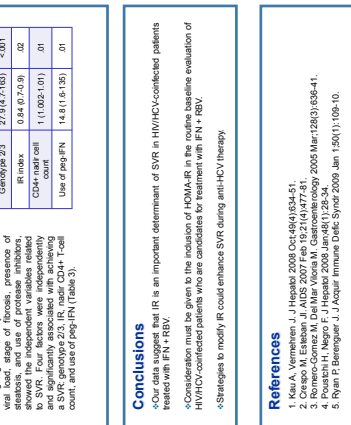 viral load, stage of fibrosis, presence of
steatosis, and use of protease inhibitors,
showed the independent variables related
to SVR. Four factors were independently
and significantly associated with achieving
a SVR: genotype 2/3, IR, nadir CD4+ T-cell
count, and use of peg-IFN (Table 3).
Genotype 2/3 27.9 (4.7-163) <.001
IR index 0.84 (0.7-0.9) .02
CD4+ nadir cell
count 1 (1.002-1.01) .01
Use of peg-IFN 14.8 (1.6-135) .01
Conclusions
❖Our data suggest that IR is an important determinant of SVR in HIV/HCV-coinfected patients
treated with IFN + RBV.
❖Consideration must be given to the inclusion of HOMA-IR in the routine baseline evaluation of
HIV/HCV-coinfected patients who are candidates for treatment with IFN + RBV.
❖Strategies to modify IR could enhance SVR during anti-HCV therapy.
References
1. Kau A, Vermehren J. J Hepatol 2008 Oct;49(4):634-51.
2. Crespo M, Esteban JI. AIDS 2007 Feb 19;21(4):477-81.
3. Romero-Gomez M, Del Mar Viloria M. Gastroenterology 2005 Mar;128(3):636-41.
4. Poustchi H, Negro F. J Hepatol 2008 Jan;48(1):28-34.
5. Ryan P, Berenguer J. J Acquir Immune Defic Syndr 2009 Jan 1;50(1):109-10.